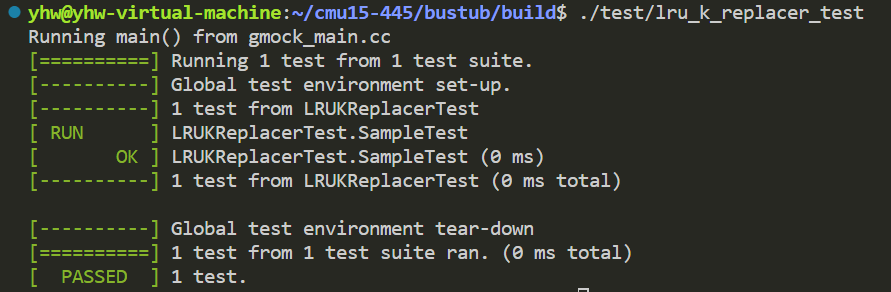 yhw@yhw-virtual-machine:~/cmu15-445/bustub/build$ ./test/lru_k_replacer_test
Running main() from gmock_main.cc
[==========] Running 1 test from 1 test suite.
[----------] Global test environment set-up.
[----------] 1 test from LRUKReplacerTest
[ RUN      ] LRUKReplacerTest.SampleTest
[       OK ] LRUKReplacerTest.SampleTest (0 ms)
[----------] 1 test from LRUKReplacerTest (0 ms total)

[----------] Global test environment tear-down
[==========] 1 test from 1 test suite ran. (0 ms total)
[  PASSED  ] 1 test.